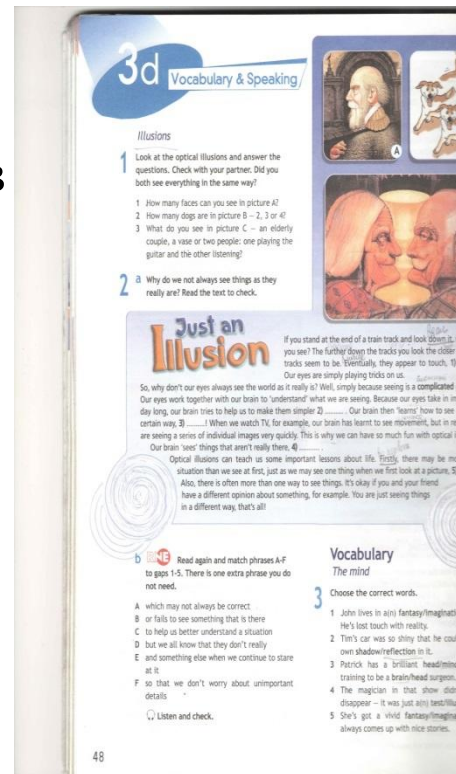 3d Vocabulary & Speaking
Illusions
1 Look at the optical illusions and answer the
questions. Check with your partner. Did you
both see everything in the same way?
1 How many faces can you see in picture A?
2 How many dogs are in picture B – 2, 3 or 4?
3 What do you see in picture C – an elderly
couple, a vase or two people: one playing the
guitar and the other listening?
A
2 a Why do we not always see things as they
really are? Read the text to check.
Just an
Illusion
If you stand at the end of a train track and look down it,
you see? The further down the tracks you look the closer
tracks seem to be. Eventually, they appear to touch, 1)
Our eyes are simply playing tricks on us.
So, why don't our eyes always see the world as it really is? Well, simply because seeing is a complicated
Our eyes work together with our brain to 'understand' what we are seeing. Because our eyes take in in
day long, our brain tries to help us to make them simpler 2) ......... . Our brain then 'learns' how to see
certain way, 3) .........! When we watch TV, for example, our brain has learnt to see movement, but in re
are seeing a series of individual images very quickly. This is why we can have so much fun with optical i
Our brain 'sees' things that aren't really there, 4) ......... .
Optical illusions can teach us some important lessons about life. Firstly, there may be mo
situation than we see at first, just as we may see one thing when we first look at a picture, 5
Also, there is often more than one way to see things. It's okay if you and your friend
have a different opinion about something, for example. You are just seeing things
in a different way, that's all!
b Read again and match phrases A-F
to gaps 1-5. There is one extra phrase you do
not need.
A which may not always be correct
B or fails to see something that is there
C to help us better understand a situation
D but we all know that they don't really
E and something else when we continue to stare
at it
F so that we don't worry about unimportant
details
Listen and check.
Vocabulary
The mind
3 Choose the correct words.
1 John lives in a(n) fantasy/imaginati
He's lost touch with reality.
2 Tim's car was so shiny that he coul
own shadow/reflection in it.
3 Patrick has a brilliant head/mind
training to be a brain/head surgeon.
4 The magician in that show didn
disappear – it was just a(n) test/illus
5 She's got a vivid fantasy/imagina
always comes up with nice stories.
48